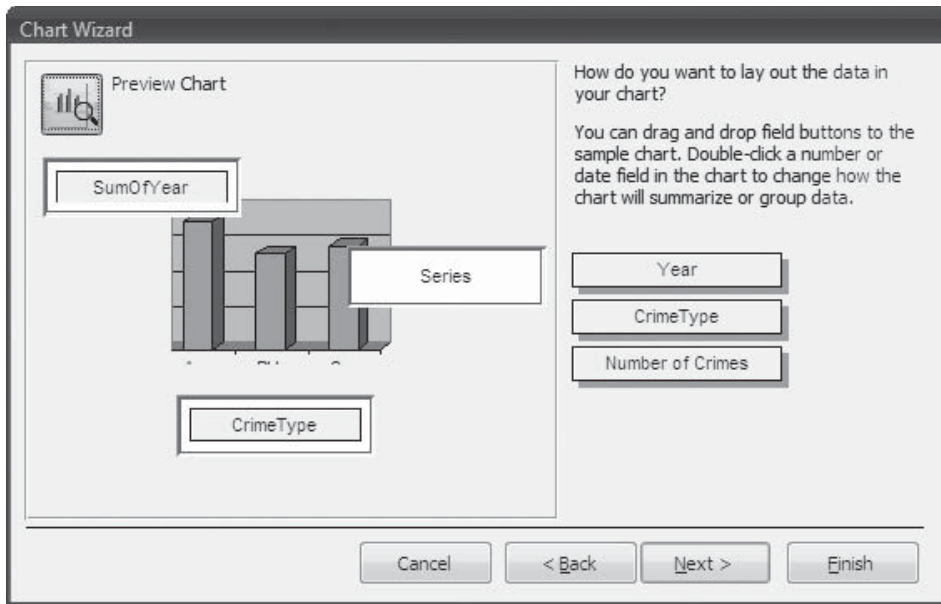 Chart Wizard
Preview Chart
SumOfYear
Series
CrimeType
How do you want to lay out the data in
your chart?
You can drag and drop field buttons to the
sample chart. Double-click a number or
date field in the chart to change how the
chart will summarize or group data.
Year
CrimeType
Number of Crimes
Cancel
< Back
Next >
Finish